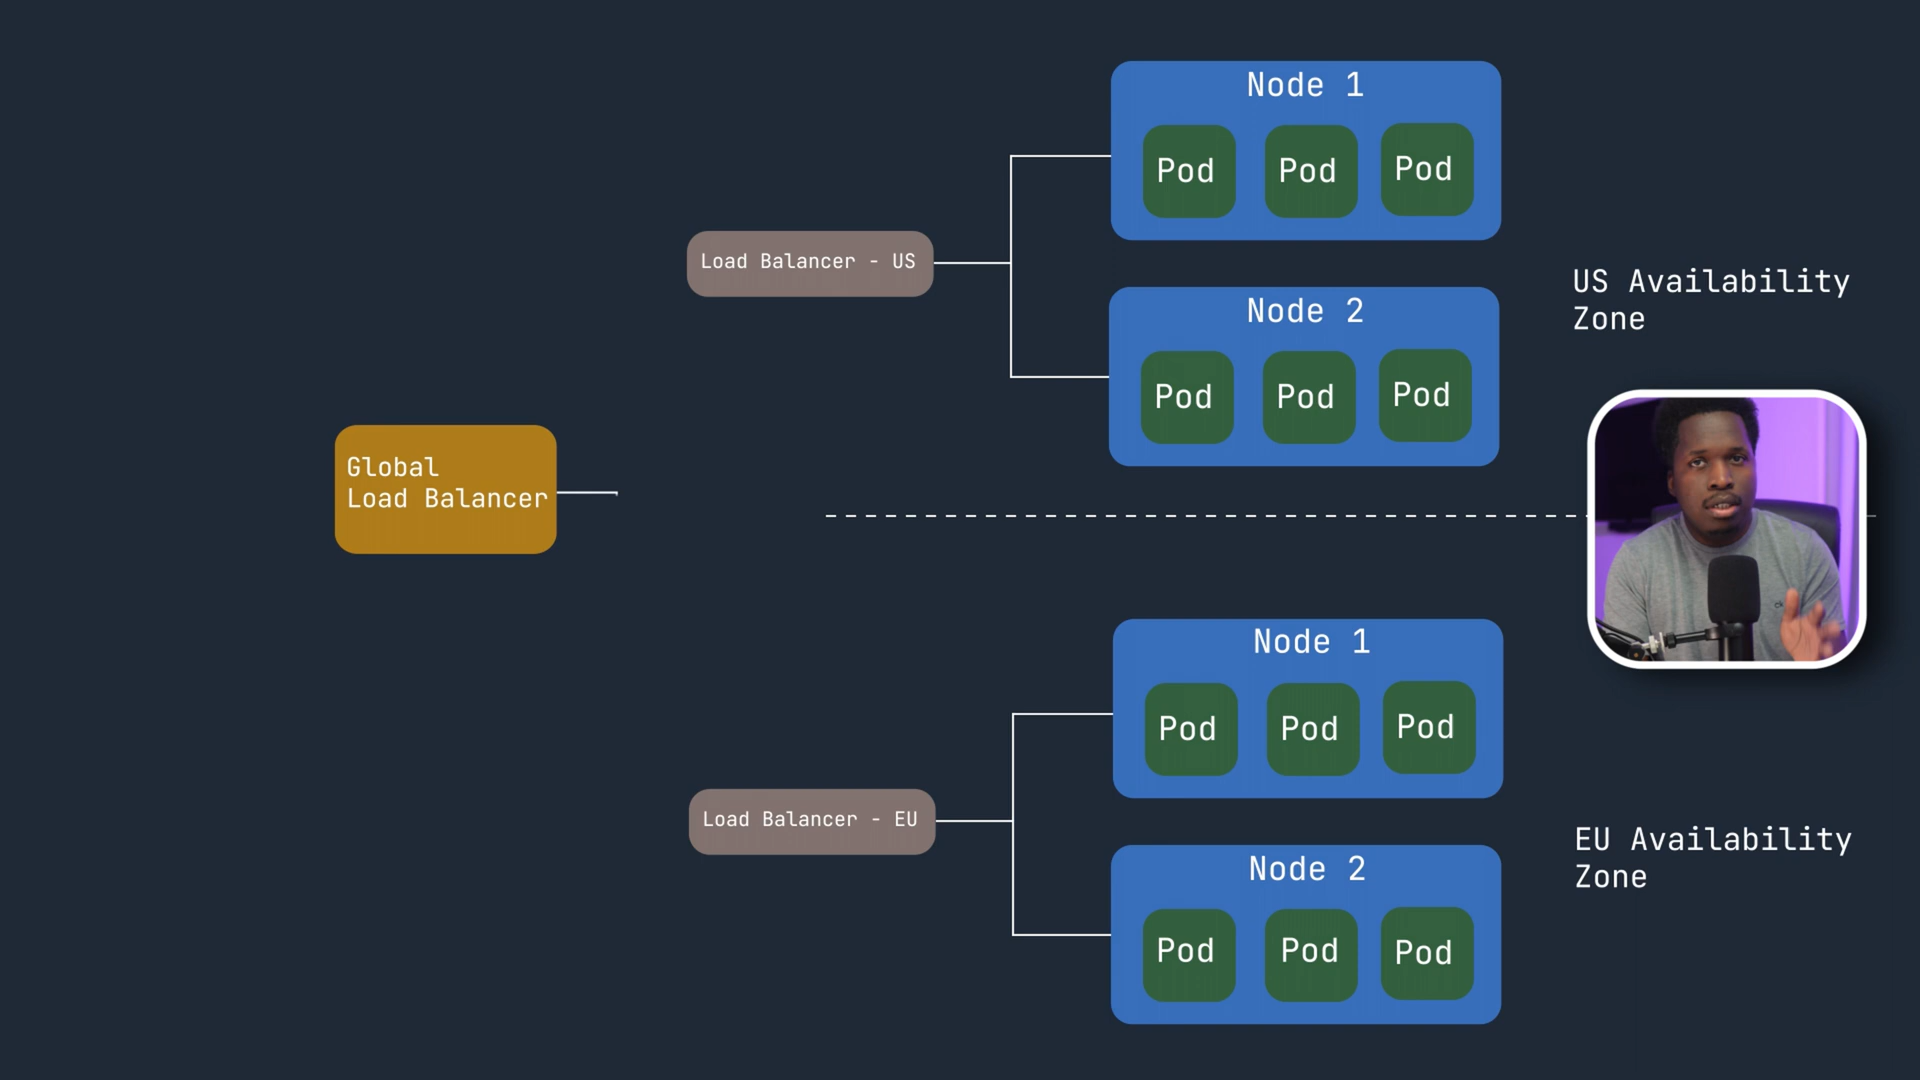 Node 1
Pod Pod Pod
Load Balancer - US
Node 2
Pod Pod Pod
US Availability
Zone
Global
Load Balancer
Node 1
Pod Pod Pod
Load Balancer - EU
Node 2
Pod Pod Pod
EU Availability
Zone